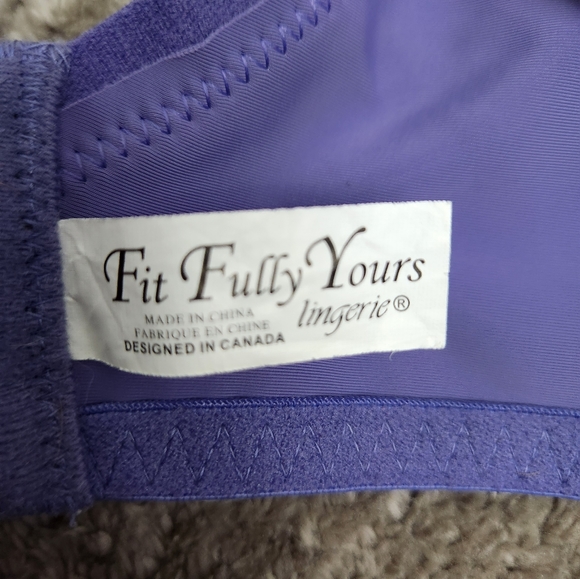 Fit Fully Yours
lingerie®
MADE IN CHINA
FABRIQUE EN CHINE
DESIGNED IN CANADA